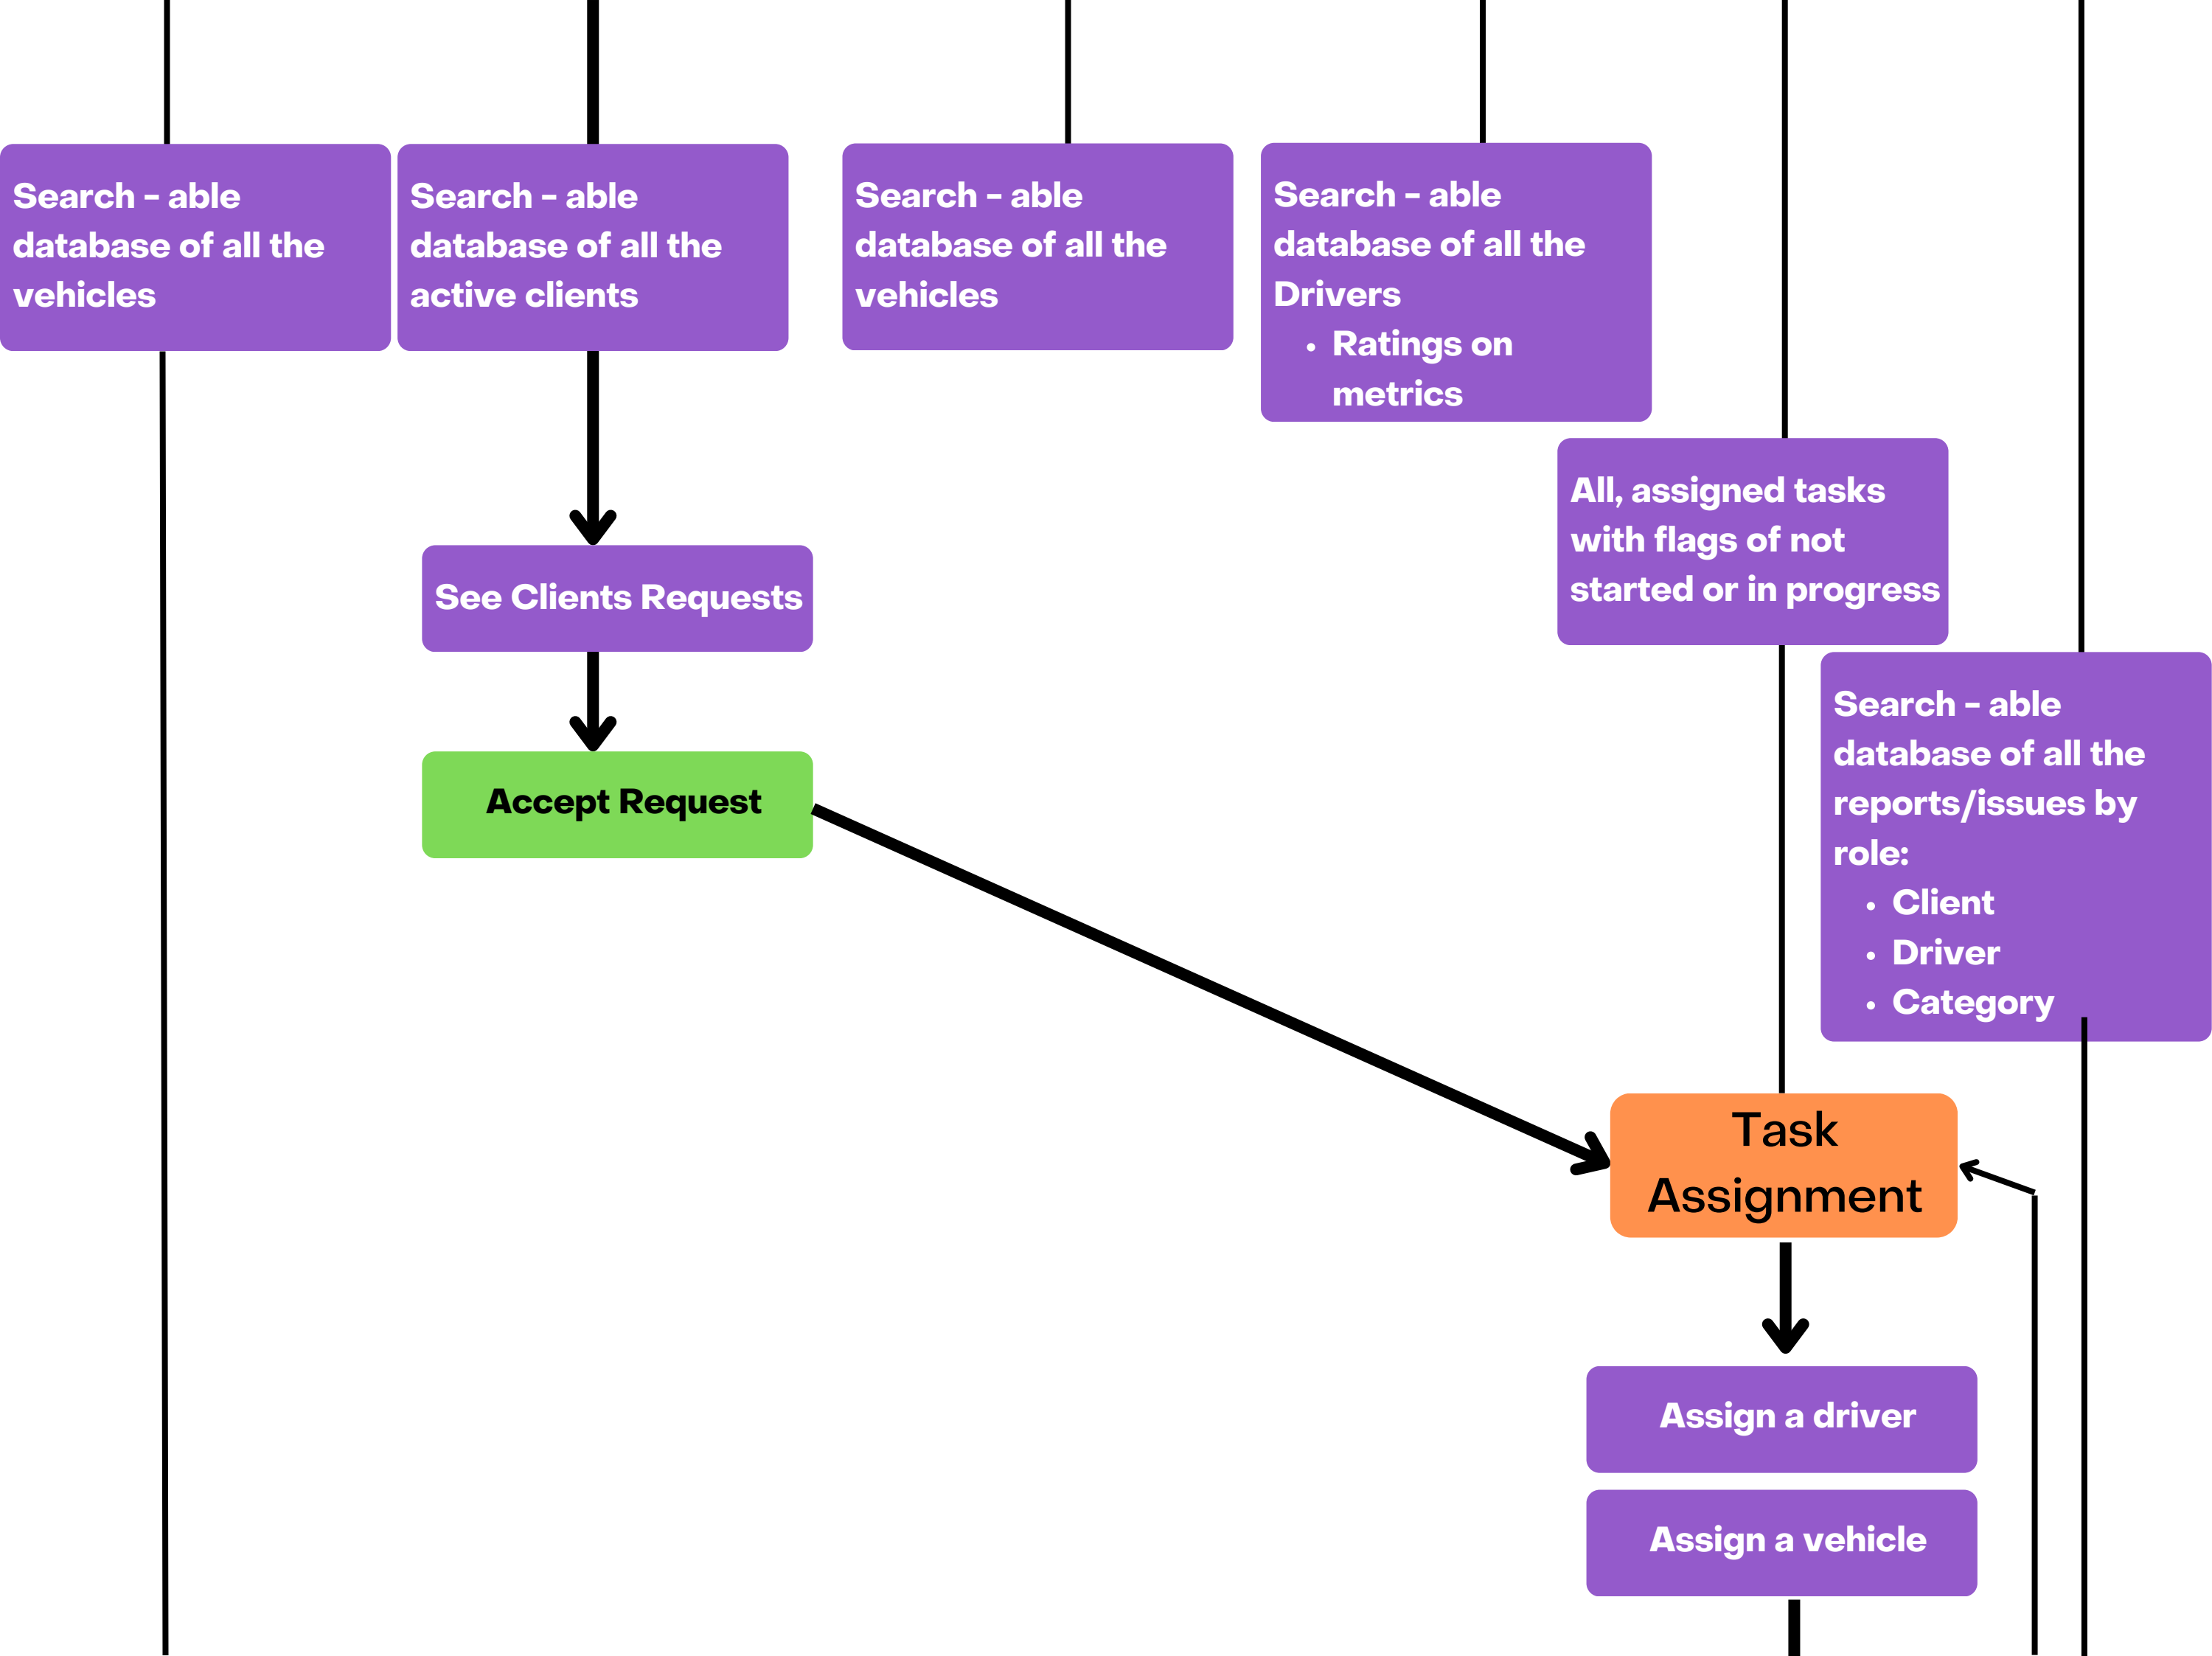 Search - able
database of all the
vehicles
Search - able
database of all the
active clients
Search - able
database of all the
vehicles
Search - able
database of all the
Drivers
• Ratings on
metrics
All, assigned tasks
with flags of not
started or in progress
See Clients Requests
Search - able
database of all the
reports/issues by
role:
• Client
• Driver
• Category
Accept Request
Task
Assignment
Assign a driver
Assign a vehicle